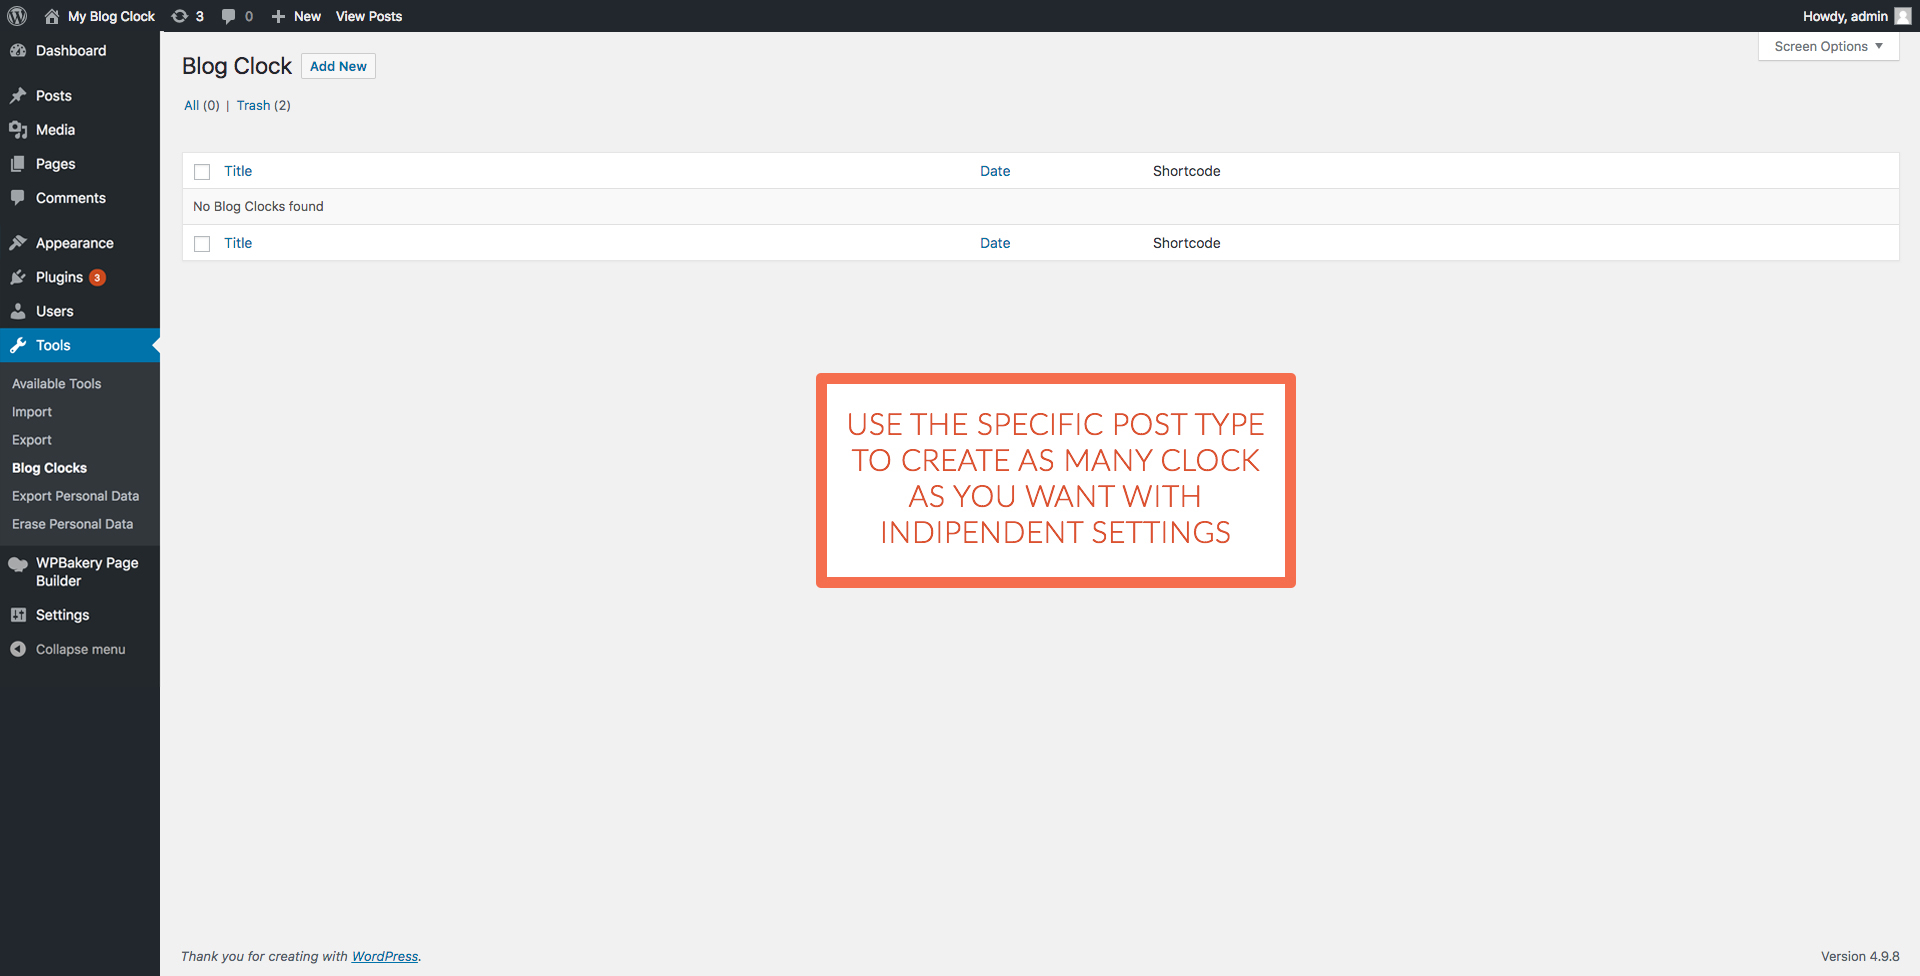 My Blog Clock 3 0 New View Posts Howdy, admin
Dashboard
Posts
Media
Pages
Comments
Appearance
Plugins 3
Users
Tools
Available Tools
Import
Export
Blog Clocks
Export Personal Data
Erase Personal Data
WPBakery Page
Builder
Settings
Collapse menu
Screen Options
Blog Clock Add New
All (0) | Trash (2)
Title Date Shortcode
No Blog Clocks found
Title Date Shortcode
USE THE SPECIFIC POST TYPE
TO CREATE AS MANY CLOCK
AS YOU WANT WITH
INDIPENDENT SETTINGS
Thank you for creating with WordPress. Version 4.9.8